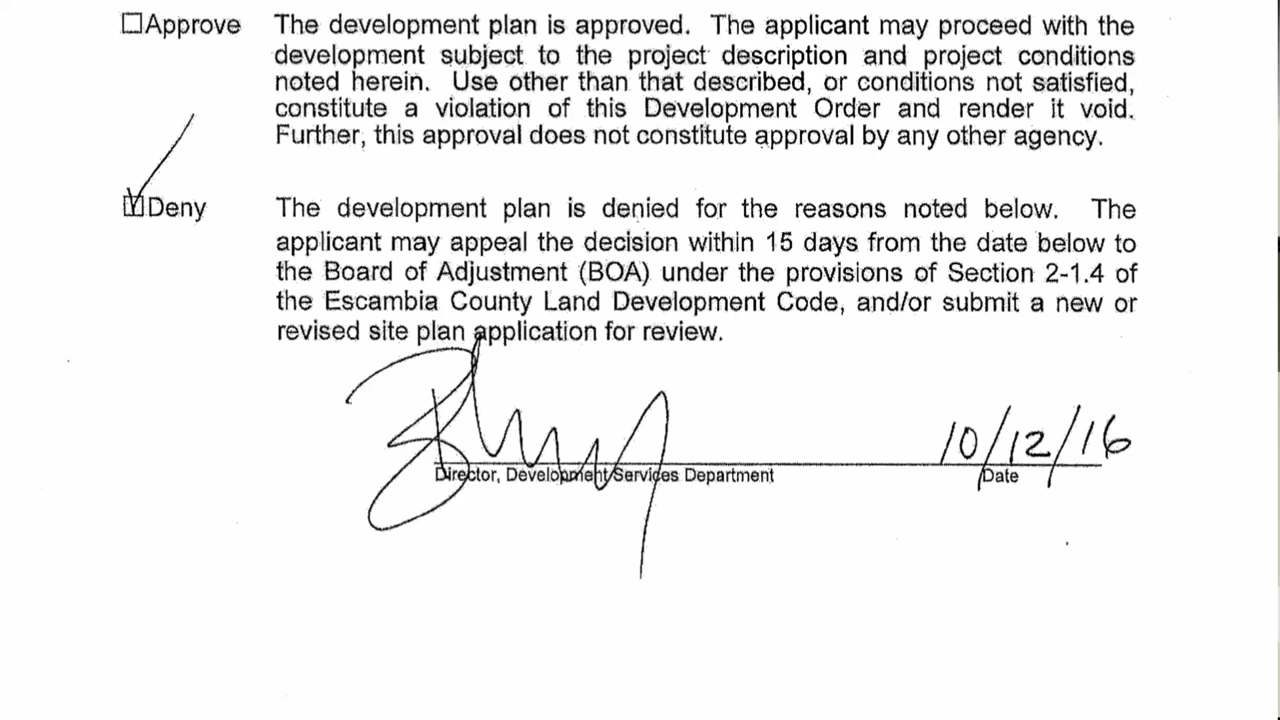 ☐Approve The development plan is approved. The applicant may proceed with the
development subject to the project description and project conditions
noted herein. Use other than that described, or conditions not satisfied,
constitute a violation of this Development Order and render it void.
Further, this approval does not constitute approval by any other agency.
☑Deny The development plan is denied for the reasons noted below. The
applicant may appeal the decision within 15 days from the date below to
the Board of Adjustment (BOA) under the provisions of Section 2-1.4 of
the Escambia County Land Development Code, and/or submit a new or
revised site plan application for review.
10/12/16
Director, Development Services Department Date